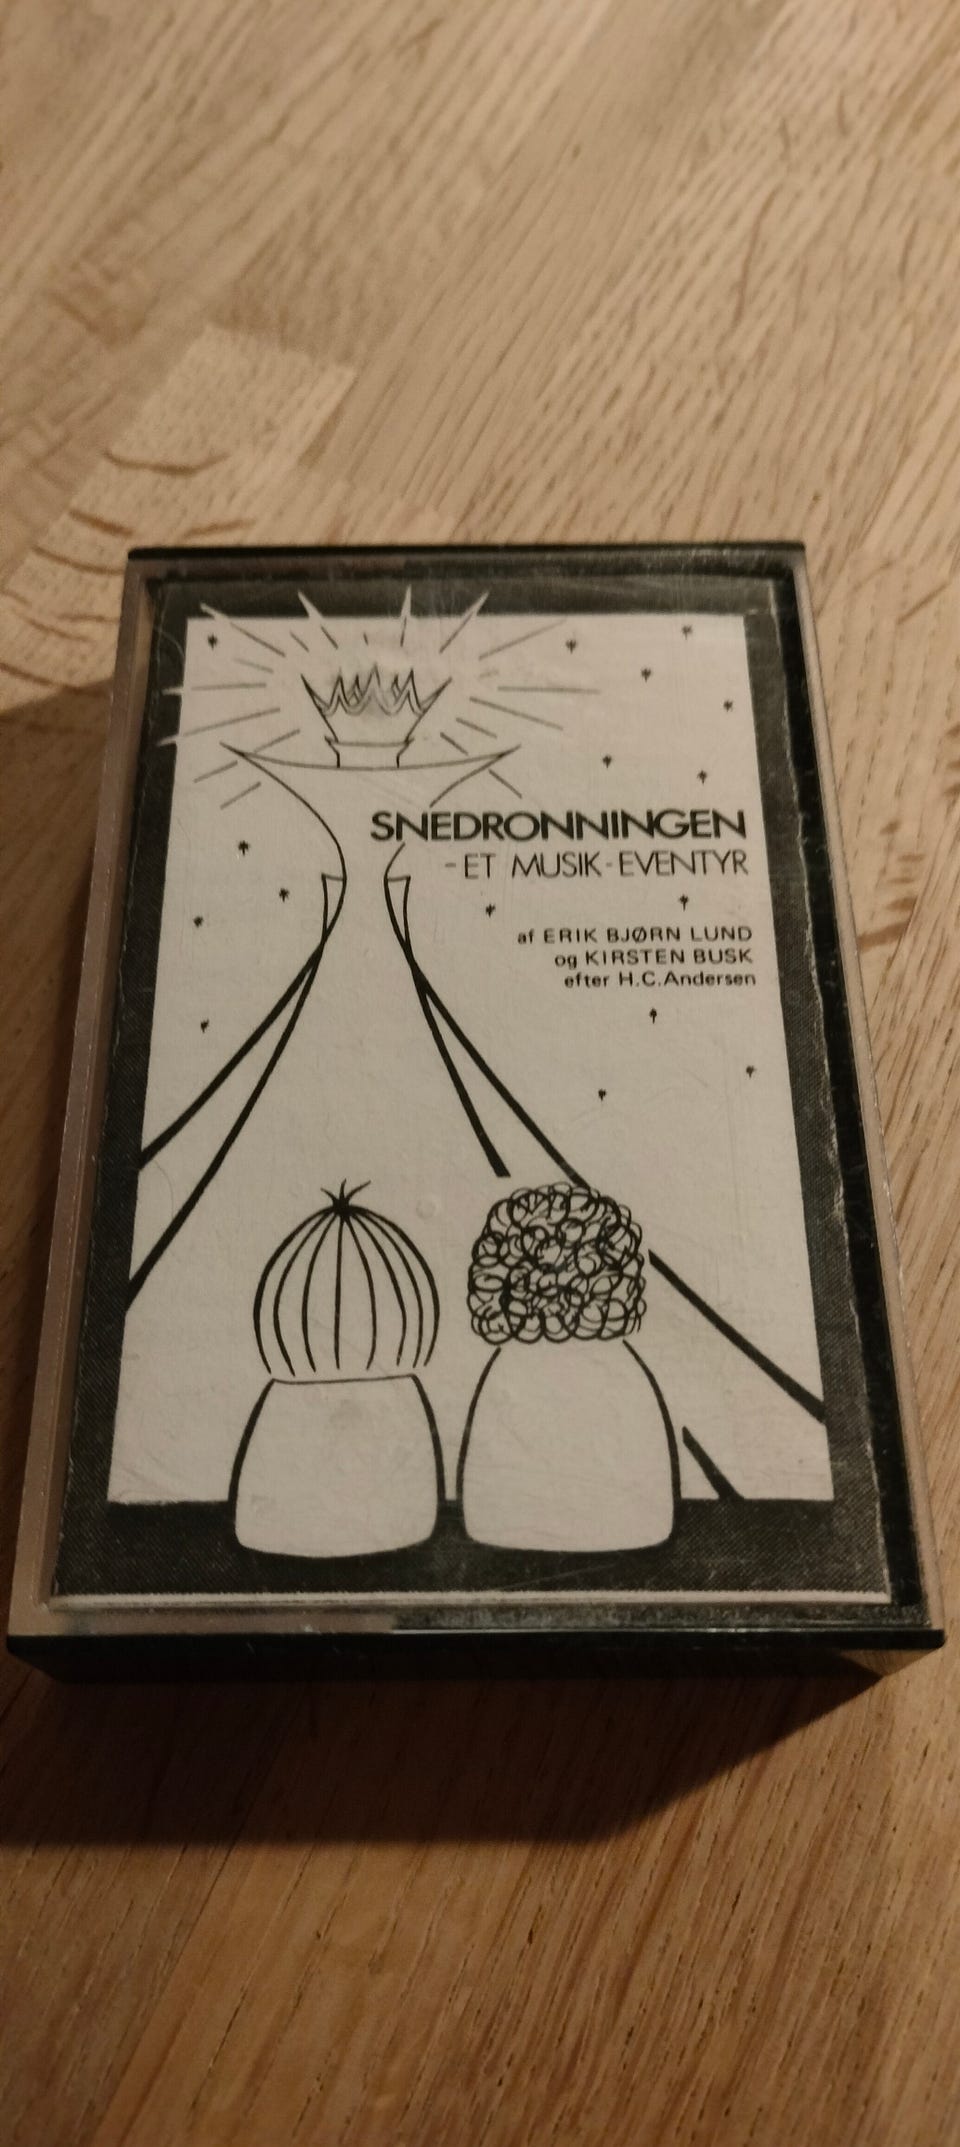 SNEDRONNINGEN
-ET MUSIK-EVENTYR
af ERIK BJØRN LUND
og KIRSTEN BUSK
efter H.C.Andersen